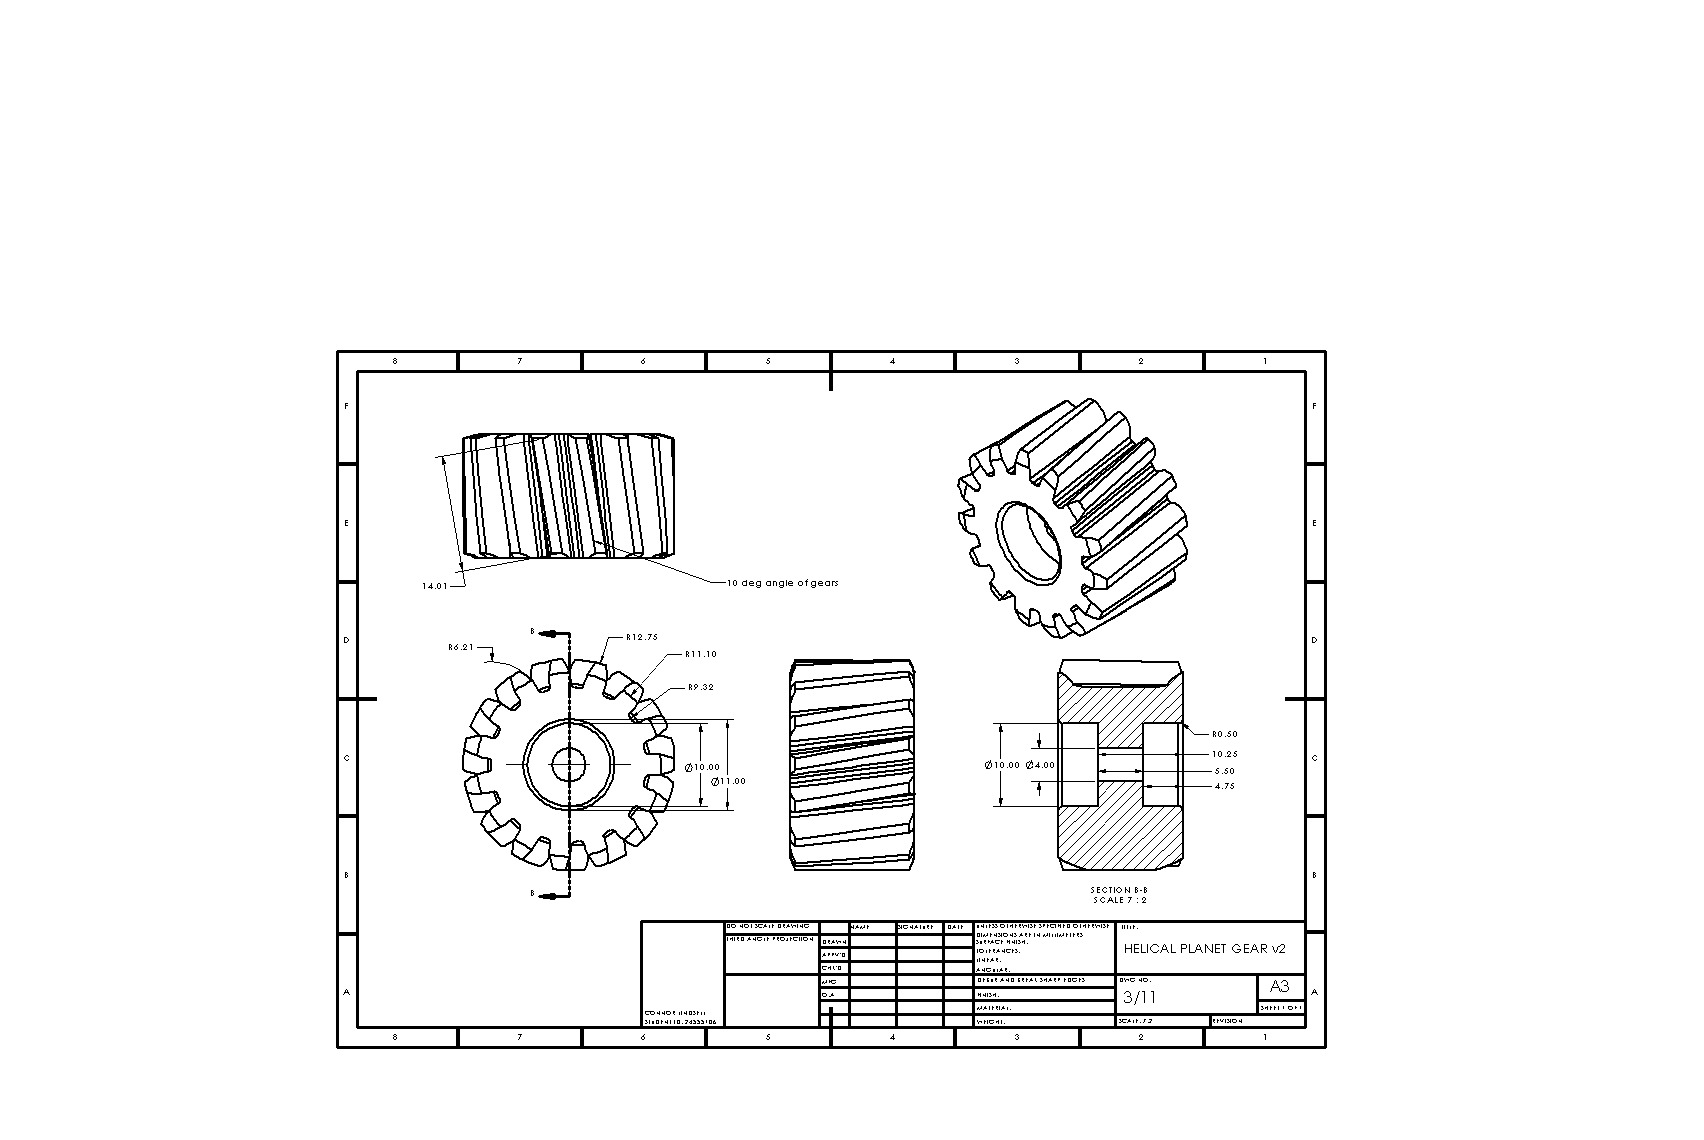 8 7 6 5 4 3 2 1
F F
E E
D D
C C
B B
A A
14.01
10 deg angle of gears
B
R6.21
R12.75
R11.10
R9.32
Ø10.00
Ø11.00
B
Ø10.00
Ø4.00
R0.50
10.25
5.50
4.75
SECTION B-B
SCALE 7 : 2
DO NOT SCALE DRAWING
THIRD ANGLE PROJECTION
NAME SIGNATURE DATE
DRAWN
APPV'D
CHK'D
MFG
Q.A
UNLESS OTHERWISE SPECIFIED OTHERWISE
DIMENSIONS ARE IN MILLIMETERS
SURFACE FINISH:
TOLERANCES:
LINEAR:
ANGULAR:
DEBUR AND BREAK SHARP EDGES
FINISH:
MATERIAL:
WEIGHT:
TITLE:
HELICAL PLANET GEAR v2
DWG NO.
3/11
A3
SHEET 1 OF 1
SCALE: 7:2
REVISION
CONNOR
STUDENT ID:
8 7 6 5 4 3 2 1